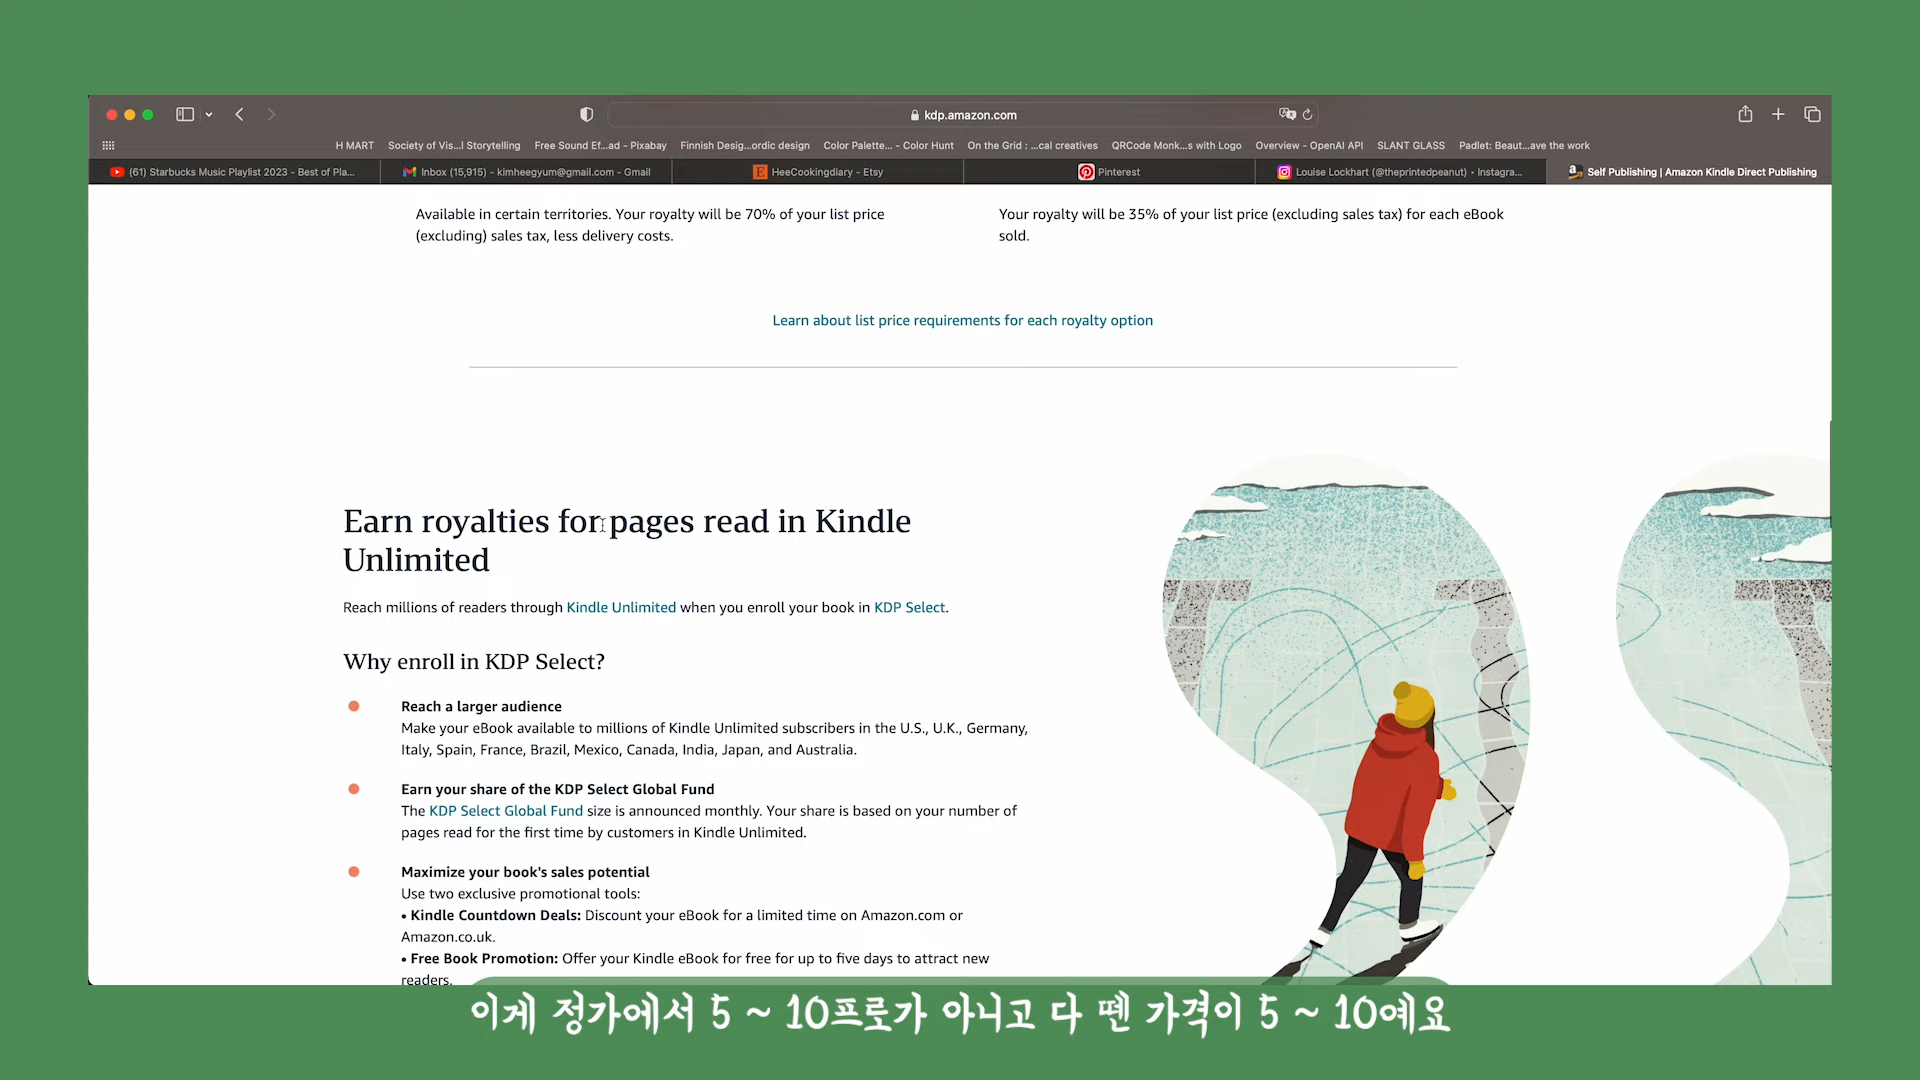 kdp.amazon.com
H MART Society of Vis...l Storytelling Free Sound Ef...ad - Pixabay Finnish Desig...ordic design Color Palette... - Color Hunt On the Grid : ...cal creatives QRCode Monk...s with Logo Overview - OpenAI API SLANT GLASS Padlet: Beaut...ave the work
(61) Starbucks Music Playlist 2023 - Best of Pla... Inbox (15,915) - kimheegyum@gmail.com - Gmail HeeCookingdiary - Etsy Pinterest Louise Lockhart (@theprintedpeanut) • Instagra... Self Publishing | Amazon Kindle Direct Publishing
Available in certain territories. Your royalty will be 70% of your list price
(excluding) sales tax, less delivery costs.
Your royalty will be 35% of your list price (excluding sales tax) for each eBook
sold.
Learn about list price requirements for each royalty option
Earn royalties for pages read in Kindle
Unlimited
Reach millions of readers through Kindle Unlimited when you enroll your book in KDP Select.
Why enroll in KDP Select?
Reach a larger audience
Make your eBook available to millions of Kindle Unlimited subscribers in the U.S., U.K., Germany,
Italy, Spain, France, Brazil, Mexico, Canada, India, Japan, and Australia.
Earn your share of the KDP Select Global Fund
The KDP Select Global Fund size is announced monthly. Your share is based on your number of
pages read for the first time by customers in Kindle Unlimited.
Maximize your book's sales potential
Use two exclusive promotional tools:
• Kindle Countdown Deals: Discount your eBook for a limited time on Amazon.com or
Amazon.co.uk.
• Free Book Promotion: Offer your Kindle eBook for free for up to five days to attract new
readers.
이게 정가에서 5 ~ 10프로가 아니고 다 뗀 가격이 5 ~ 10예요